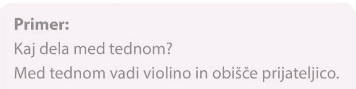 Primer:
Kaj dela med tednom?
Med tednom vadi violino in obišče prijateljico.